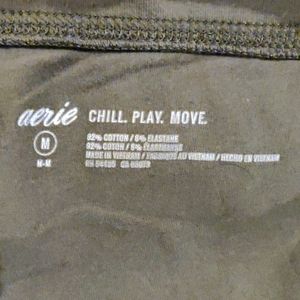 aerie CHILL. PLAY. MOVE.
M
M-M
92% COTTON / 8% ELASTANE
92% COTTON / 8% ÉLASTHANNE
MADE IN VIETNAM / FABRIQUÉ AU VIETNAM / HECHO EN VIETNAM